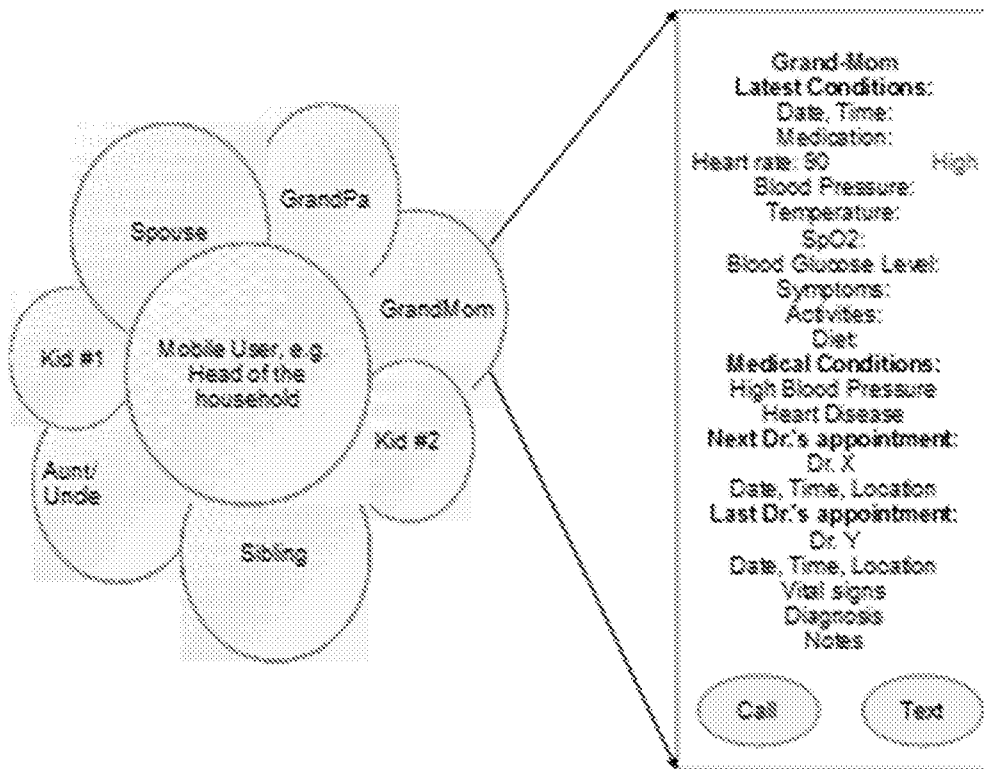 GrandPa
Spouse
GrandMom
Kid #1
Mobile User, e.g.
Head of the
household
Kid #2
Aunt/
Uncle
Sibling
Grand-Mom
Latest Conditions:
Date, Time:
Medication:
Heart rate: 90 High
Blood Pressure:
Temperature:
SpO2:
Blood Glucose Level:
Symptoms:
Activities:
Diet:
Medical Conditions:
High Blood Pressure
Heart Disease
Next Dr.'s appointment:
Dr. X
Date, Time, Location
Last Dr.'s appointment:
Dr. Y
Date, Time, Location
Vital signs
Diagnosis
Notes
Call
Text